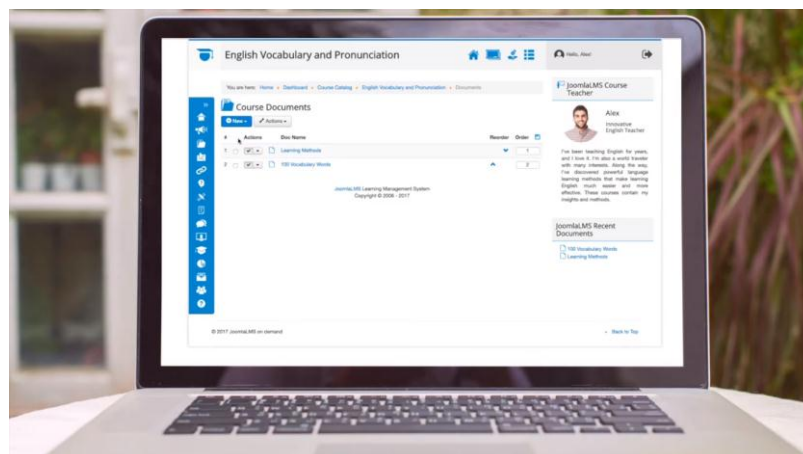 English Vocabulary and Pronunciation
Hello, Alex!
You are here: Home » Dashboard » Course Catalog » English Vocabulary and Pronunciation » Documents
Course Documents
New
Actions
# Actions Doc Name Reorder Order
1 Learning Methods 1
2 100 Vocabulary Words 2
JoomlaLMS Learning Management System
Copyright © 2006 - 2017
JoomlaLMS Course
Teacher
Alex
Innovative
English Teacher
I've been teaching English for years,
and I love it. I'm also a world traveler
with many interests. Along the way,
I've discovered powerful language
learning methods that make learning
English much easier and more
effective. These courses contain my
insights and methods.
JoomlaLMS Recent
Documents
100 Vocabulary Words
Learning Methods
© 2017 JoomlaLMS on demand
Back to Top